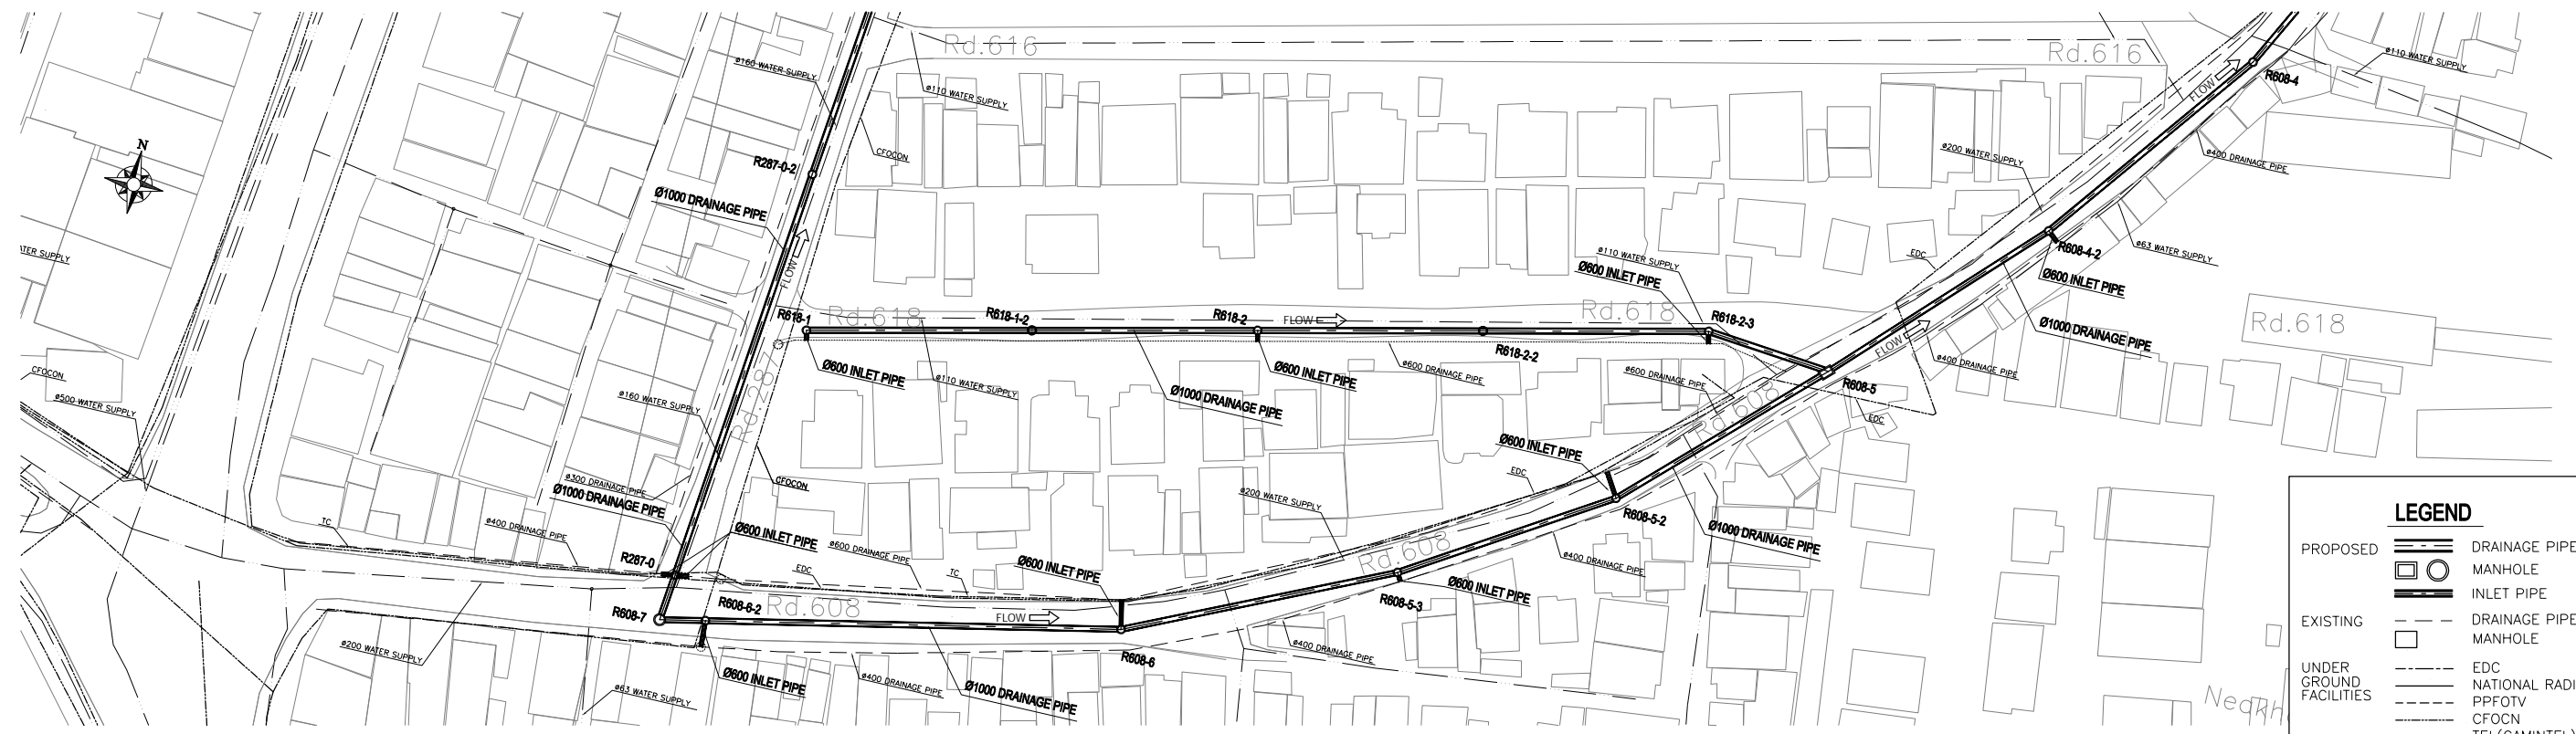 Rd.616
Rd.616
ø160 WATER SUPPLY
ø110 WATER SUPPLY
ø110 WATER SUPPLY
R608-4
FLOW
N
R287-0-2
CFOCON
ø200 WATER SUPPLY
ø400 DRAINAGE PIPE
Ø1000 DRAINAGE PIPE
ATER SUPPLY
FLOW
ø110 WATER SUPPLY
Ø600 INLET PIPE
EDC
R608-4-2
ø63 WATER SUPPLY
Ø600 INLET PIPE
R618-1
Rd.618
R618-1-2
R618-2
FLOW
Rd.618
R618-2-3
Ø1000 DRAINAGE PIPE
Rd.618
FLOW
R618-2-2
ø400 DRAINAGE PIPE
CFOCON
ø500 WATER SUPPLY
Ø600 INLET PIPE
ø110 WATER SUPPLY
Ø600 INLET PIPE
ø600 DRAINAGE PIPE
ø600 DRAINAGE PIPE
R608-5
Ø1000 DRAINAGE PIPE
ø160 WATER SUPPLY
Rd.287
Rd.608
EDC
Ø600 INLET PIPE
EDC
ø300 DRAINAGE PIPE
Ø1000 DRAINAGE PIPE
CFOCON
ø200 WATER SUPPLY
R608-5-2
Ø1000 DRAINAGE PIPE
TC
ø400 DRAINAGE PIPE
Ø600 INLET PIPE
ø600 DRAINAGE PIPE
R287-0
EDC
TC
Ø600 INLET PIPE
Rd.608
ø400 DRAINAGE PIPE
Ø600 INLET PIPE
R608-5-3
R608-7
R608-6-2
Rd.608
FLOW
ø200 WATER SUPPLY
R608-6
ø400 DRAINAGE PIPE
Ø600 INLET PIPE
ø400 DRAINAGE PIPE
Ø1000 DRAINAGE PIPE
ø63 WATER SUPPLY
LEGEND
PROPOSED
DRAINAGE PIPE
MANHOLE
INLET PIPE
EXISTING
DRAINAGE PIPE
MANHOLE
UNDER
GROUND
FACILITIES
EDC
NATIONAL RADI
PPFOTV
CFOCN
TEL(CAMINTEL)